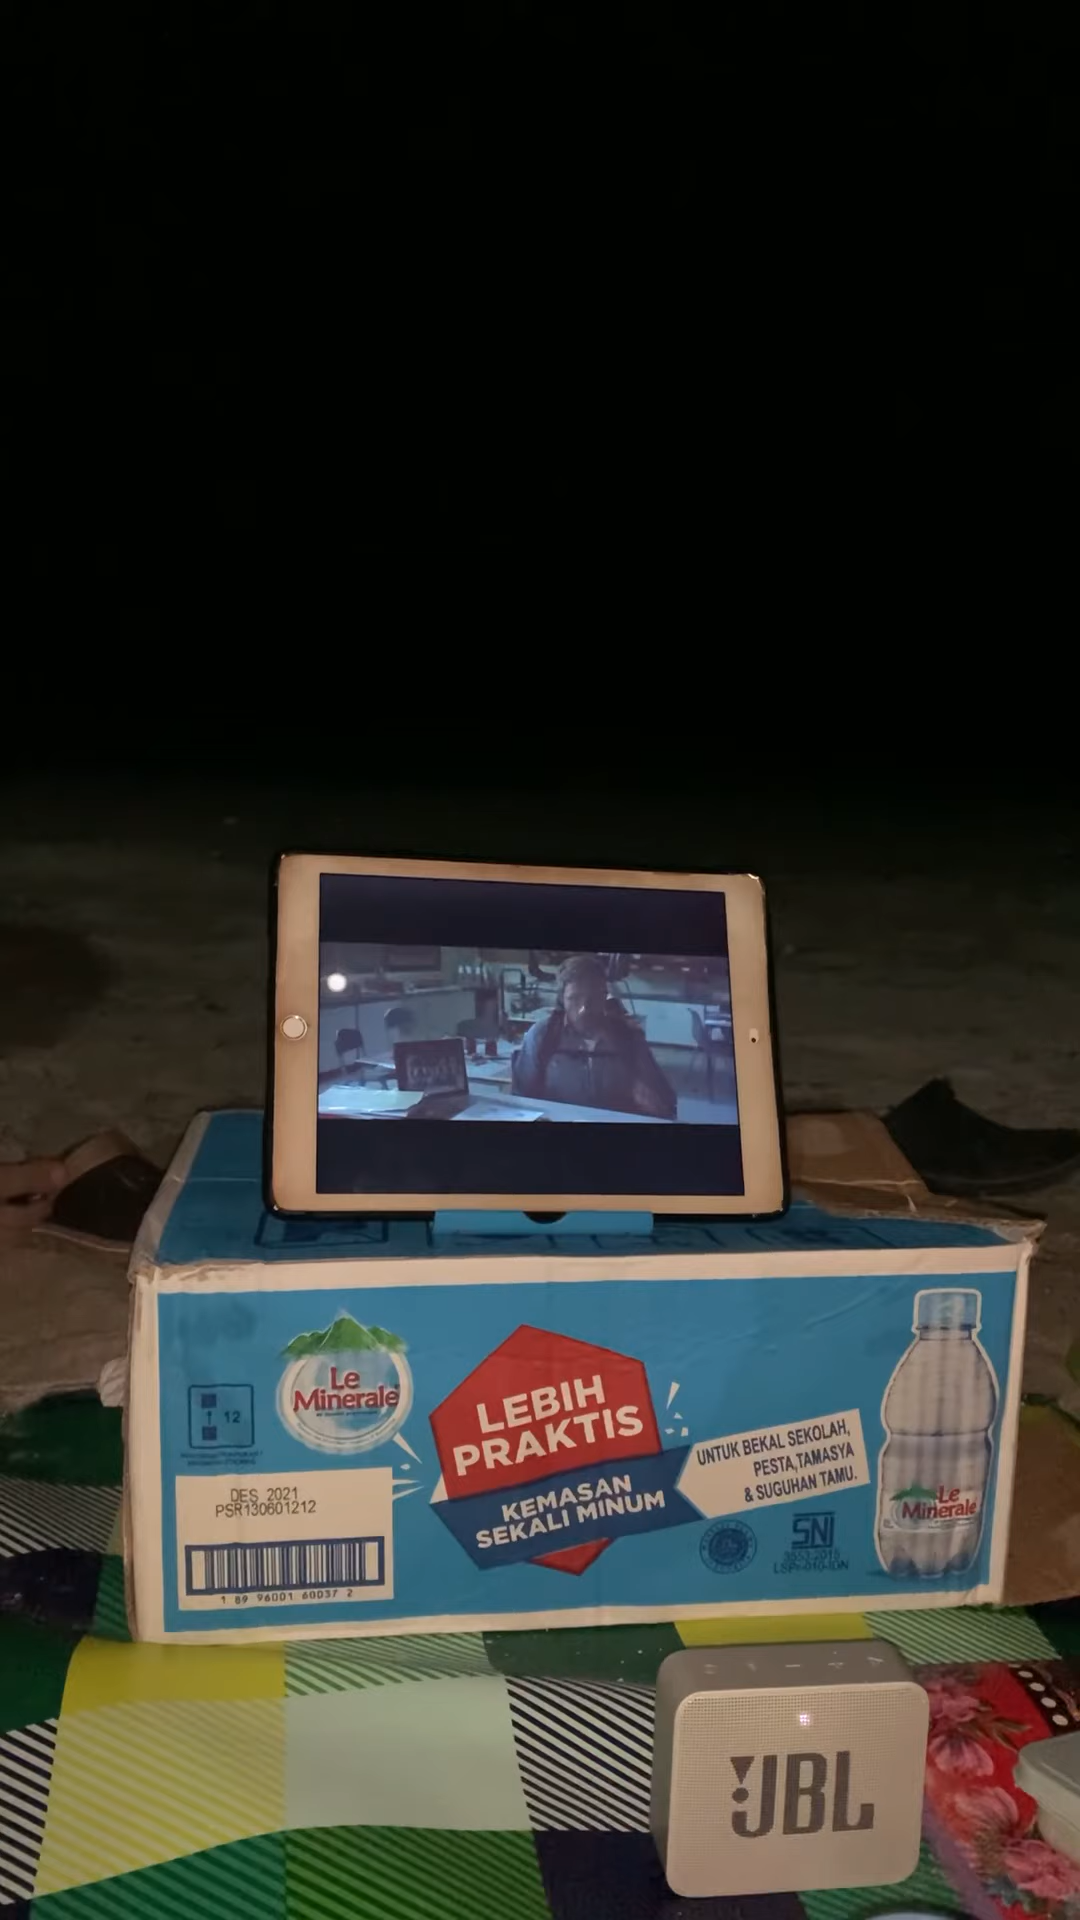 Le
Minerale
12
DES 2021
PSR130601212
1 89 96001 60037 2
LEBIH
PRAKTIS
KEMASAN
SEKALI MINUM
UNTUK BEKAL SEKOLAH,
PESTA,TAMASYA
& SUGUHAN TAMU.
SNI
Le
Minerale
JBL